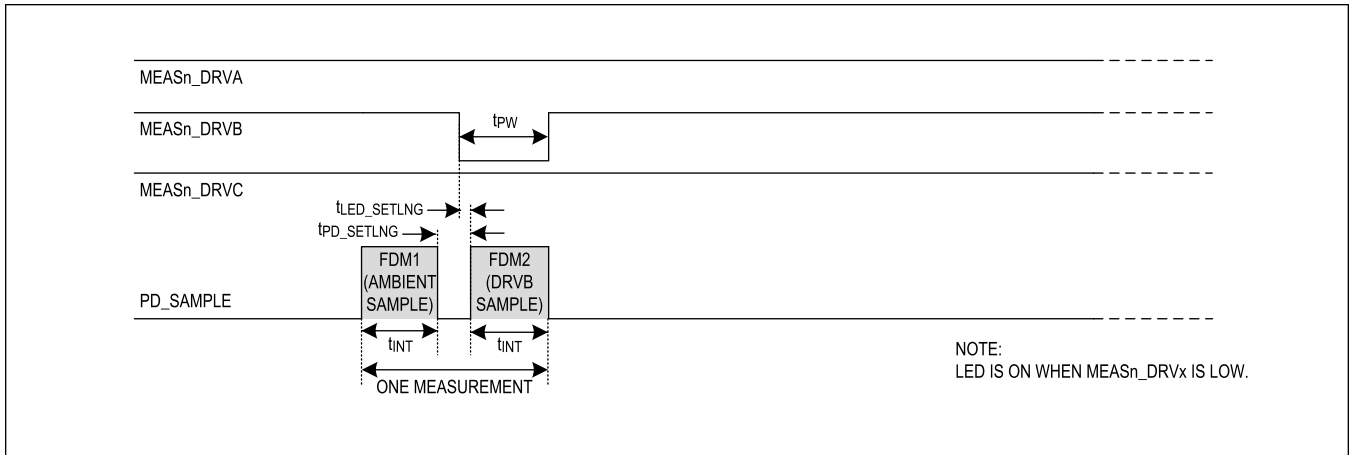 MEASn_DRVA
MEASn_DRVB
tPW
MEASn_DRVC
tLED_SETLNG
tPD_SETLNG
FDM1
(AMBIENT
SAMPLE)
FDM2
(DRVB
SAMPLE)
PD_SAMPLE
tINT
tINT
ONE MEASUREMENT
NOTE:
LED IS ON WHEN MEASn_DRVx IS LOW.